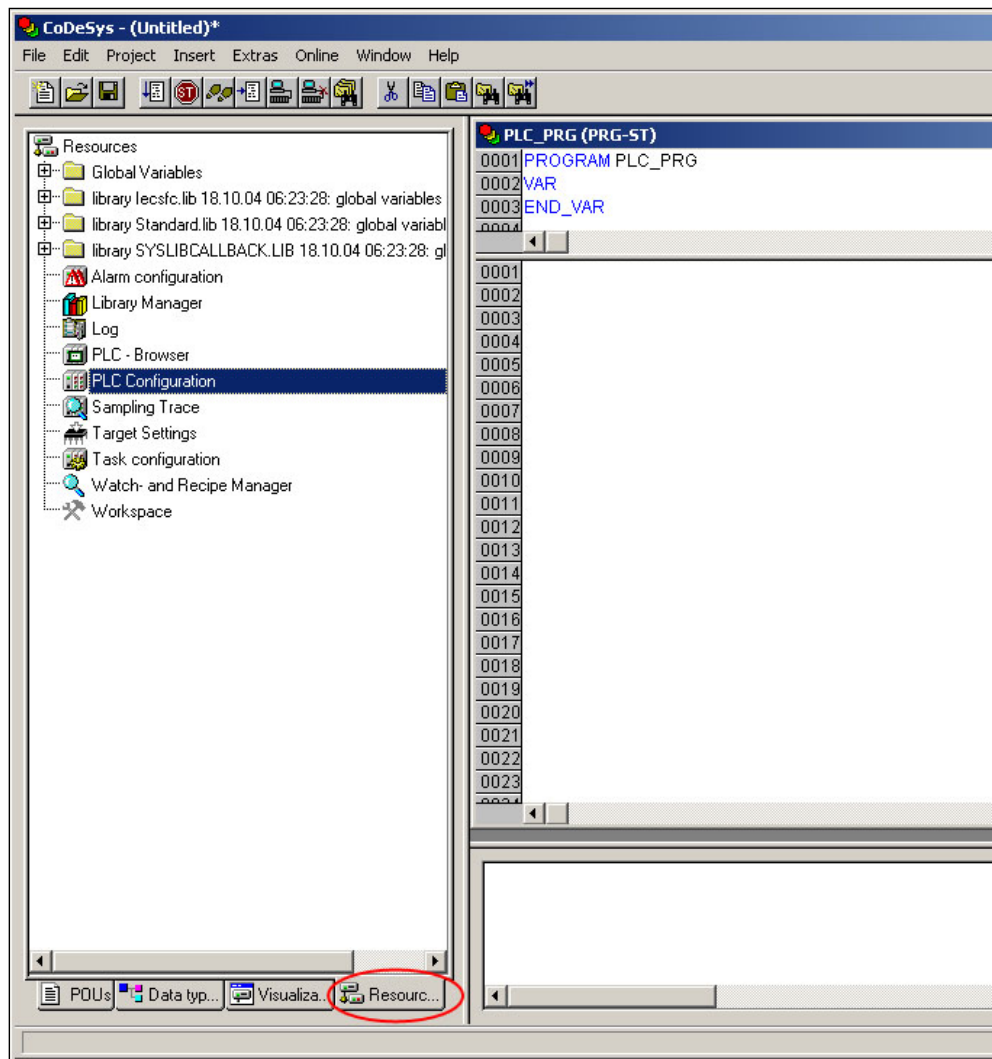 CoDeSys - (Untitled)*
File Edit Project Insert Extras Online Window Help
ST
Resources
Global Variables
library Iecsfc.lib 18.10.04 06:23:28: global variables
library Standard.lib 18.10.04 06:23:28: global variabl
library SYSLIBCALLBACK.LIB 18.10.04 06:23:28: gl
Alarm configuration
Library Manager
Log
PLC - Browser
PLC Configuration
Sampling Trace
Target Settings
Task configuration
Watch- and Recipe Manager
Workspace
POUs Data typ... Visualiza... Resourc...
PLC_PRG (PRG-ST)
0001 PROGRAM PLC_PRG
0002 VAR
0003 END_VAR
0004
0001
0002
0003
0004
0005
0006
0007
0008
0009
0010
0011
0012
0013
0014
0015
0016
0017
0018
0019
0020
0021
0022
0023